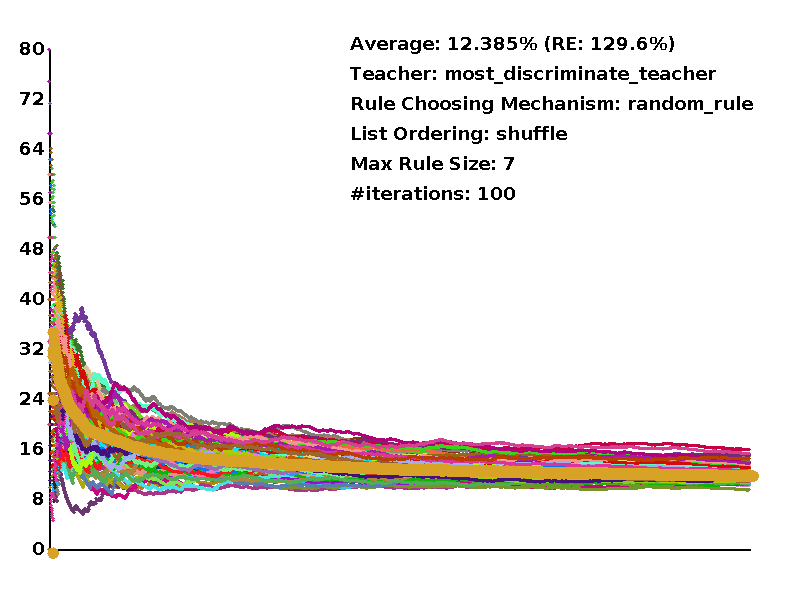 Average: 12.385% (RE: 129.6%)
Teacher: most_discriminate_teacher
Rule Choosing Mechanism: random_rule
List Ordering: shuffle
Max Rule Size: 7
#iterations: 100
80
72
64
56
48
40
32
24
16
8
0